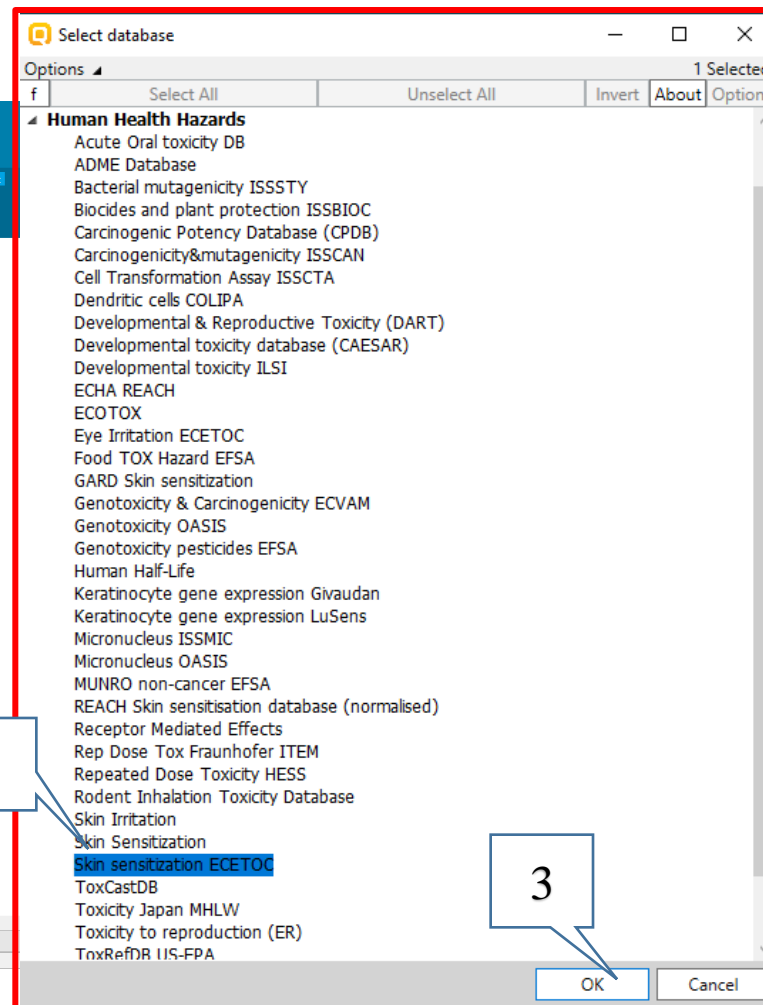 Select database
Options 1 Selected
f Select All Unselect All Invert About Option
Human Health Hazards
Acute Oral toxicity DB
ADME Database
Bacterial mutagenicity ISSSTY
Biocides and plant protection ISSBIOC
Carcinogenic Potency Database (CPDB)
Carcinogenicity&mutagenicity ISSCAN
Cell Transformation Assay ISSCTA
Dendritic cells COLIPA
Developmental & Reproductive Toxicity (DART)
Developmental toxicity database (CAESAR)
Developmental toxicity ILSI
ECHA REACH
ECOTOX
Eye Irritation ECETOC
Food TOX Hazard EFSA
GARD Skin sensitization
Genotoxicity & Carcinogenicity ECVAM
Genotoxicity OASIS
Genotoxicity pesticides EFSA
Human Half-Life
Keratinocyte gene expression Givaudan
Keratinocyte gene expression LuSens
Micronucleus ISSMIC
Micronucleus OASIS
MUNRO non-cancer EFSA
REACH Skin sensitisation database (normalised)
Receptor Mediated Effects
Rep Dose Tox Fraunhofer ITEM
Repeated Dose Toxicity HESS
Rodent Inhalation Toxicity Database
Skin Irritation
Skin Sensitization
Skin sensitization ECETOC
ToxCastDB
Toxicity Japan MHLW
Toxicity to reproduction (ER)
ToxRefDB US-EPA
3
OK Cancel